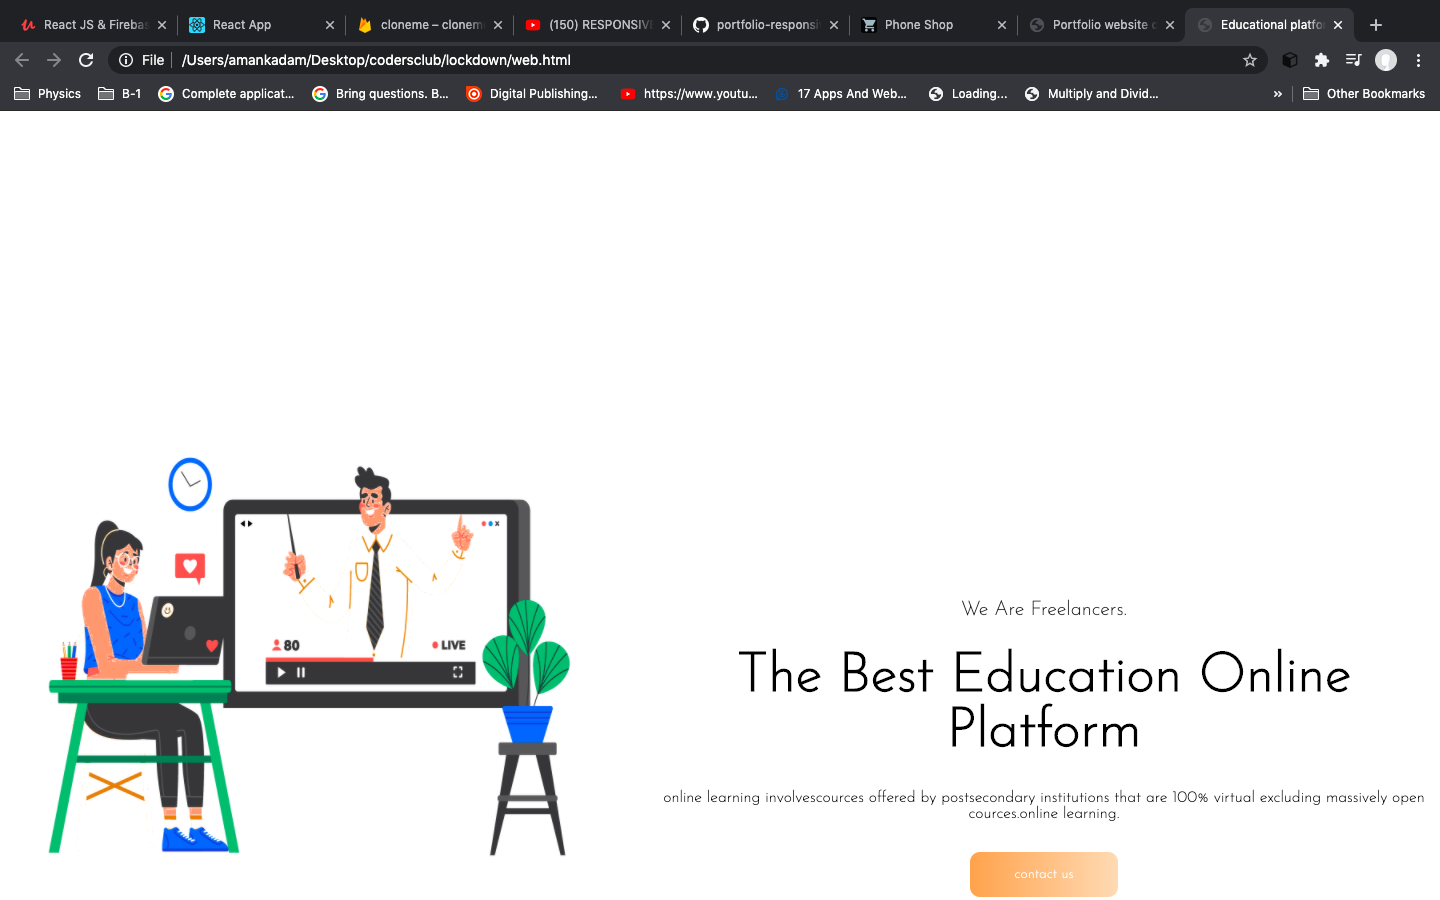 React JS & Firebas
React App
cloneme – clonem
(150) RESPONSIVE
portfolio-responsi
Phone Shop
Portfolio website c
Educational platfo
File
/Users/amankadam/Desktop/codersclub/lockdown/web.html
Physics
B-1
Complete applicat...
Bring questions. B...
Digital Publishing...
https://www.youtu...
17 Apps And Web...
Loading...
Multiply and Divid...
»
Other Bookmarks
80
LIVE
We Are Freelancers.
The Best Education Online
Platform
online learning involvescources offered by postsecondary institutions that are 100% virtual excluding massively open
cources.online learning.
contact us